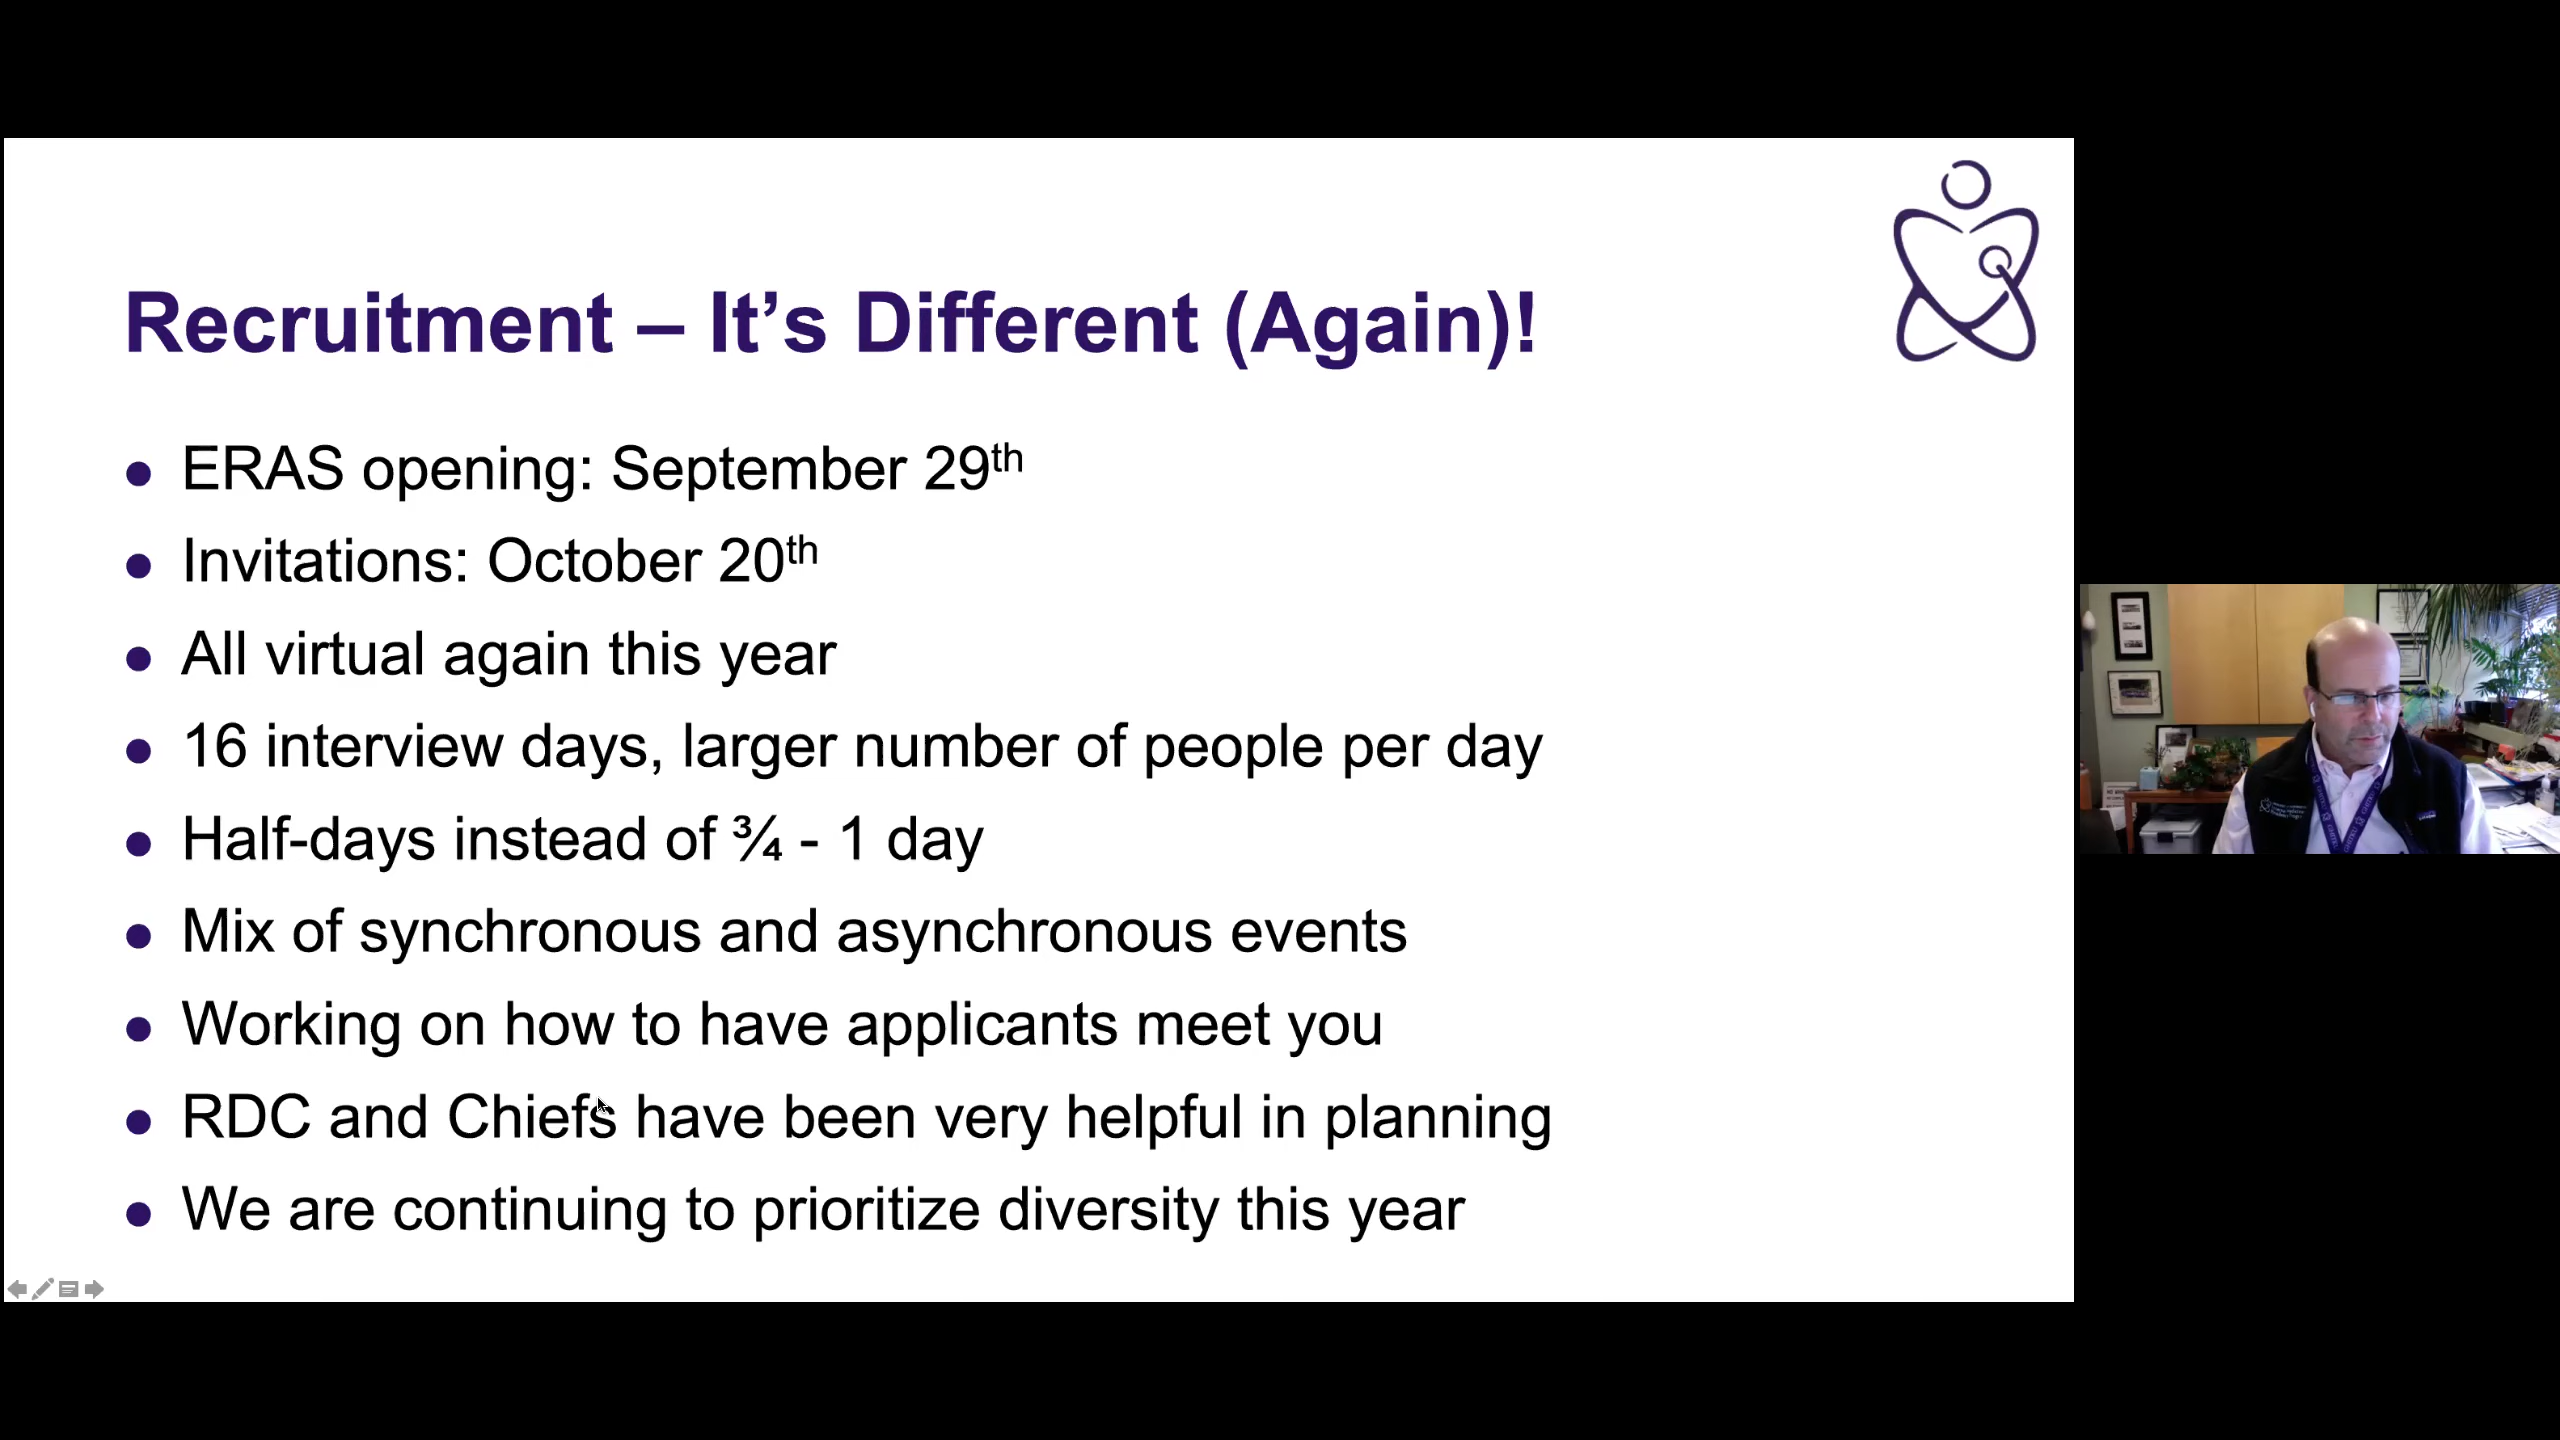 Recruitment – It’s Different (Again)!
ERAS opening: September 29th
Invitations: October 20th
All virtual again this year
16 interview days, larger number of people per day
Half-days instead of ¾ - 1 day
Mix of synchronous and asynchronous events
Working on how to have applicants meet you
RDC and Chiefs have been very helpful in planning
We are continuing to prioritize diversity this year